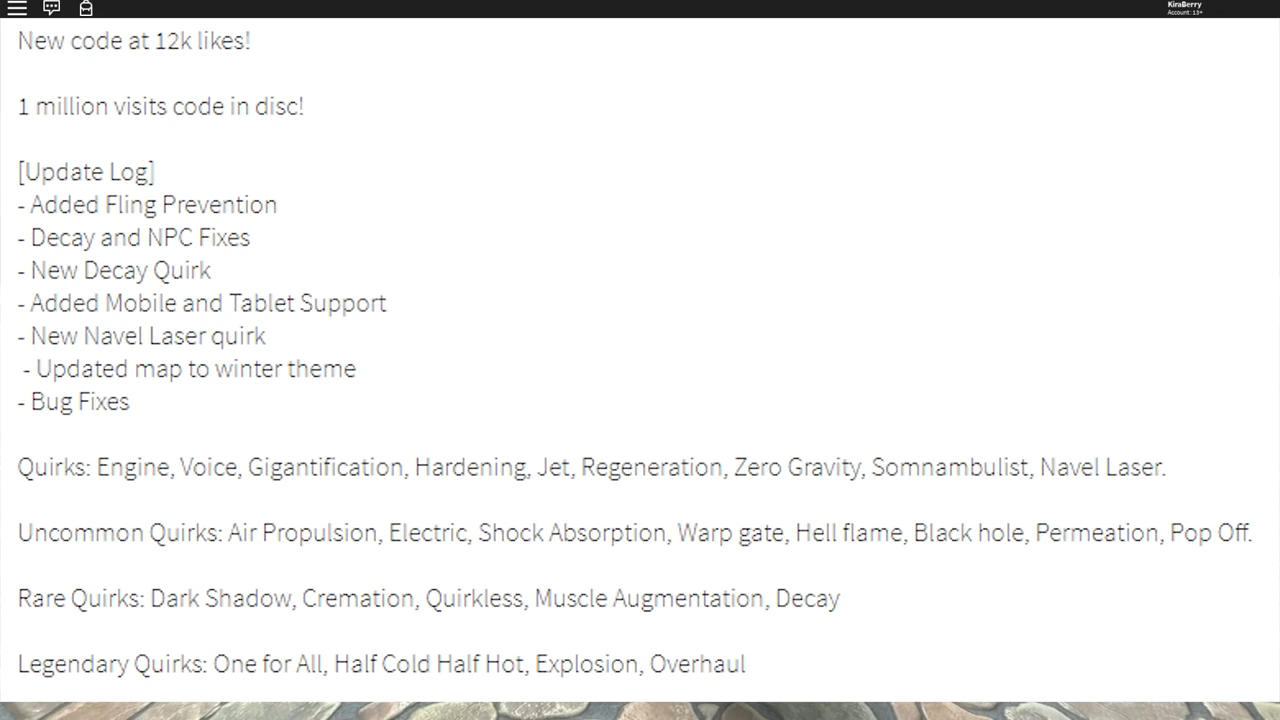 KiraBerry
Account: 13+
New code at 12k likes!
1 million visits code in disc!
[Update Log]
- Added Fling Prevention
- Decay and NPC Fixes
- New Decay Quirk
- Added Mobile and Tablet Support
- New Navel Laser quirk
- Updated map to winter theme
- Bug Fixes
Quirks: Engine, Voice, Gigantification, Hardening, Jet, Regeneration, Zero Gravity, Somnambulist, Navel Laser.
Uncommon Quirks: Air Propulsion, Electric, Shock Absorption, Warp gate, Hell flame, Black hole, Permeation, Pop Off.
Rare Quirks: Dark Shadow, Cremation, Quirkless, Muscle Augmentation, Decay
Legendary Quirks: One for All, Half Cold Half Hot, Explosion, Overhaul